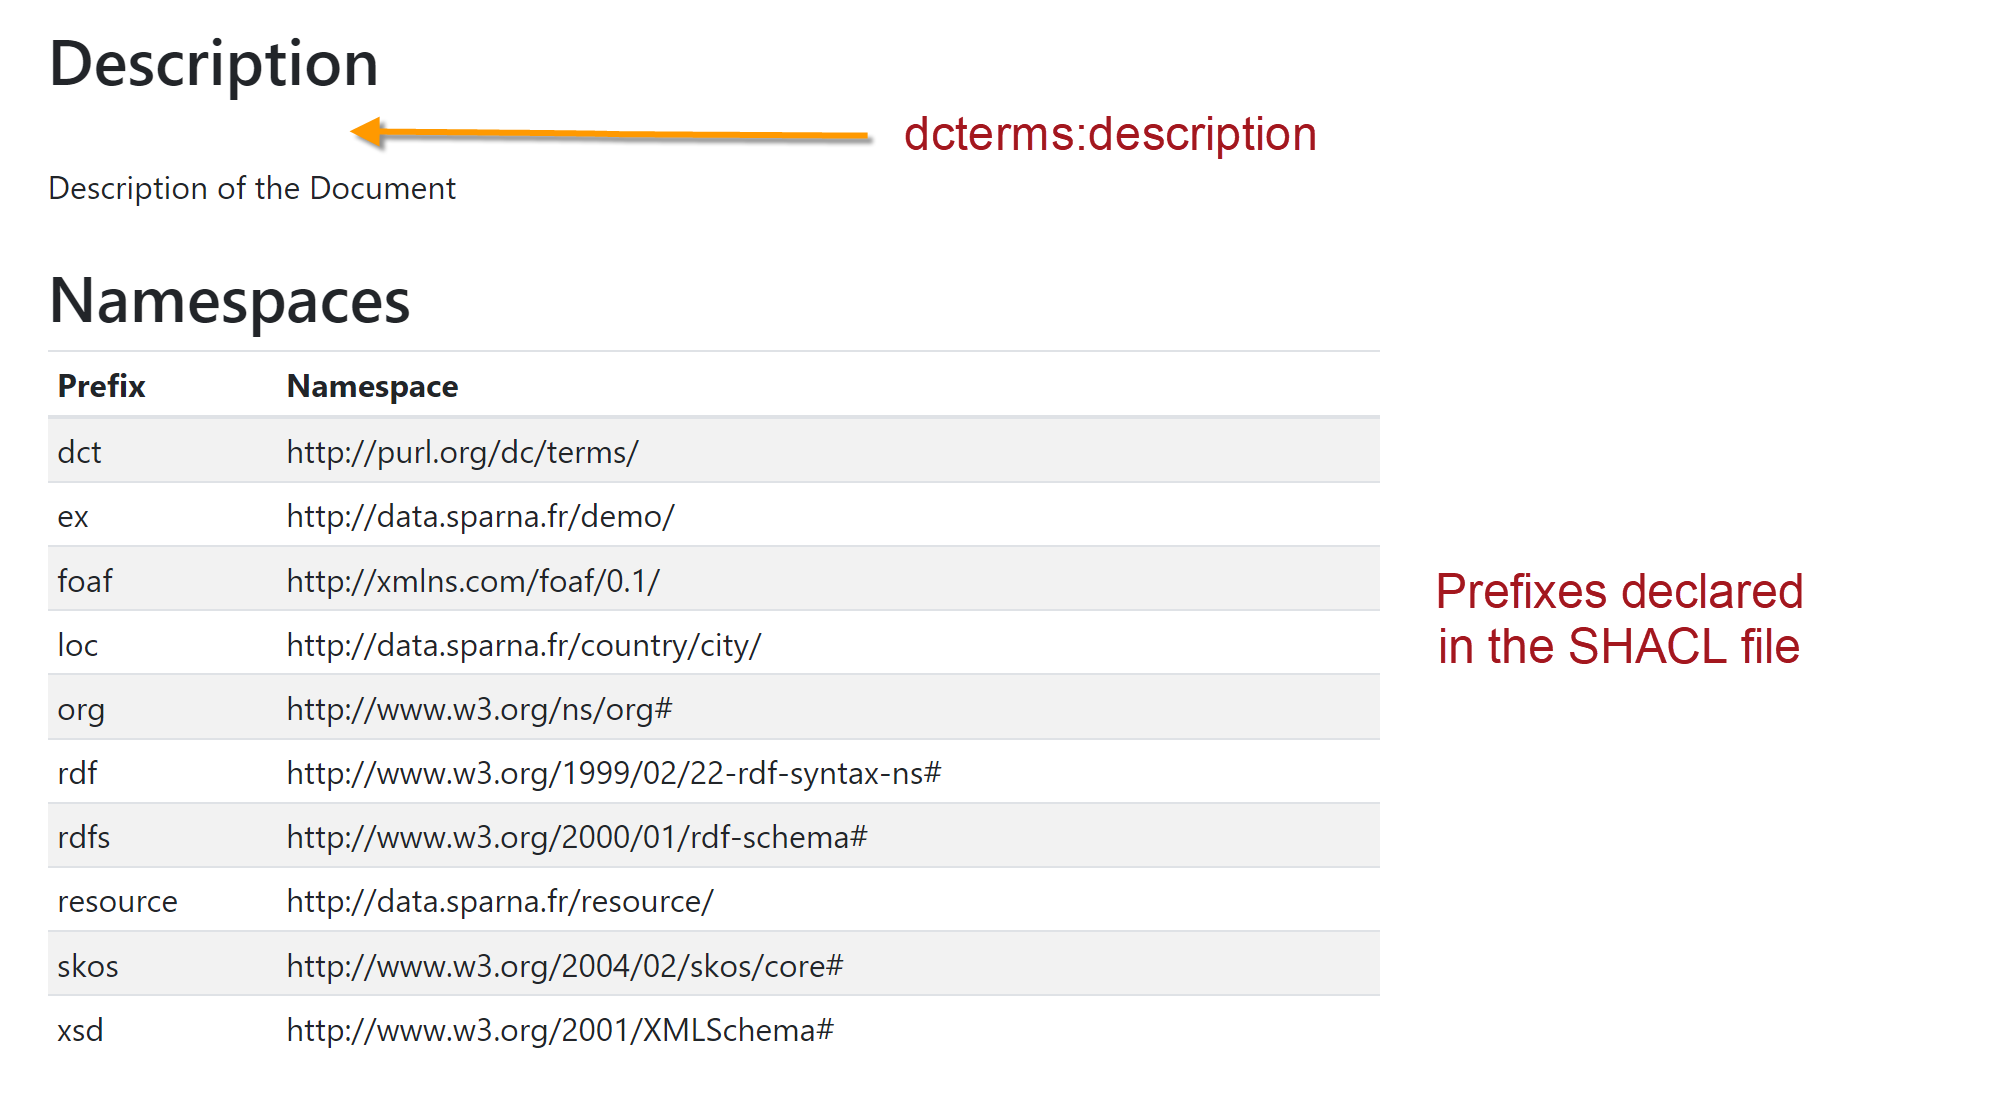 Description
dcterms:description
Description of the Document
Namespaces
Prefix Namespace
dct http://purl.org/dc/terms/
ex http://data.sparna.fr/demo/
foaf http://xmlns.com/foaf/0.1/
loc http://data.sparna.fr/country/city/
org http://www.w3.org/ns/org#
rdf http://www.w3.org/1999/02/22-rdf-syntax-ns#
rdfs http://www.w3.org/2000/01/rdf-schema#
resource http://data.sparna.fr/resource/
skos http://www.w3.org/2004/02/skos/core#
xsd http://www.w3.org/2001/XMLSchema#
Prefixes declared
in the SHACL file